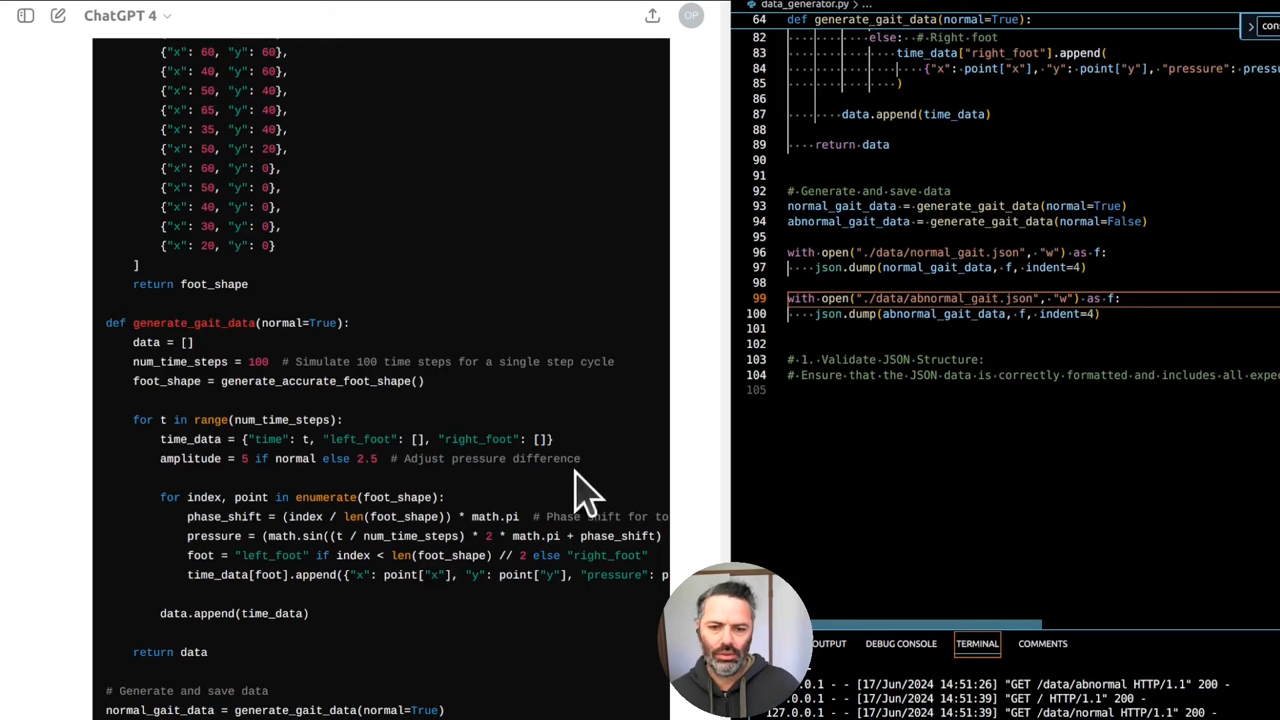 ChatGPT 4
OP
{"x": 60, "y": 60},
{"x": 40, "y": 60},
{"x": 50, "y": 40},
{"x": 65, "y": 40},
{"x": 35, "y": 40},
{"x": 50, "y": 20},
{"x": 60, "y": 0},
{"x": 50, "y": 0},
{"x": 40, "y": 0},
{"x": 30, "y": 0},
{"x": 20, "y": 0}
]
return foot_shape
def generate_gait_data(normal=True):
data = []
num_time_steps = 100  # Simulate 100 time steps for a single step cycle
foot_shape = generate_accurate_foot_shape()
for t in range(num_time_steps):
time_data = {"time": t, "left_foot": [], "right_foot": []}
amplitude = 5 if normal else 2.5  # Adjust pressure difference
for index, point in enumerate(foot_shape):
phase_shift = (index / len(foot_shape)) * math.pi  # Phase shift for to
pressure = (math.sin((t / num_time_steps) * 2 * math.pi + phase_shift)
foot = "left_foot" if index < len(foot_shape) // 2 else "right_foot"
time_data[foot].append({"x": point["x"], "y": point["y"], "pressure": p
data.append(time_data)
return data
# Generate and save data
normal_gait_data = generate_gait_data(normal=True)
data_generator.py > ...
64 def generate_gait_data(normal=True):
> con
82 else: # Right foot
83 time_data["right_foot"].append(
84 {"x": point["x"], "y": point["y"], "pressure": press
85 )
86
87 data.append(time_data)
88
89 return data
90
91
92 # Generate and save data
93 normal_gait_data = generate_gait_data(normal=True)
94 abnormal_gait_data = generate_gait_data(normal=False)
95
96 with open("./data/normal_gait.json", "w") as f:
97 json.dump(normal_gait_data, f, indent=4)
98
99 with open("./data/abnormal_gait.json", "w") as f:
100 json.dump(abnormal_gait_data, f, indent=4)
101
102
103 # 1. Validate JSON Structure:
104 # Ensure that the JSON data is correctly formatted and includes all expe
105
OUTPUT DEBUG CONSOLE TERMINAL COMMENTS
127.0.0.1 - - [17/Jun/2024 14:51:26] "GET /data/abnormal HTTP/1.1" 200 -
127.0.0.1 - - [17/Jun/2024 14:51:39] "GET / HTTP/1.1" 200 -
127.0.0.1 - - [17/Jun/2024 14:51:39] "GET /data/normal HTTP/1.1" 200 -